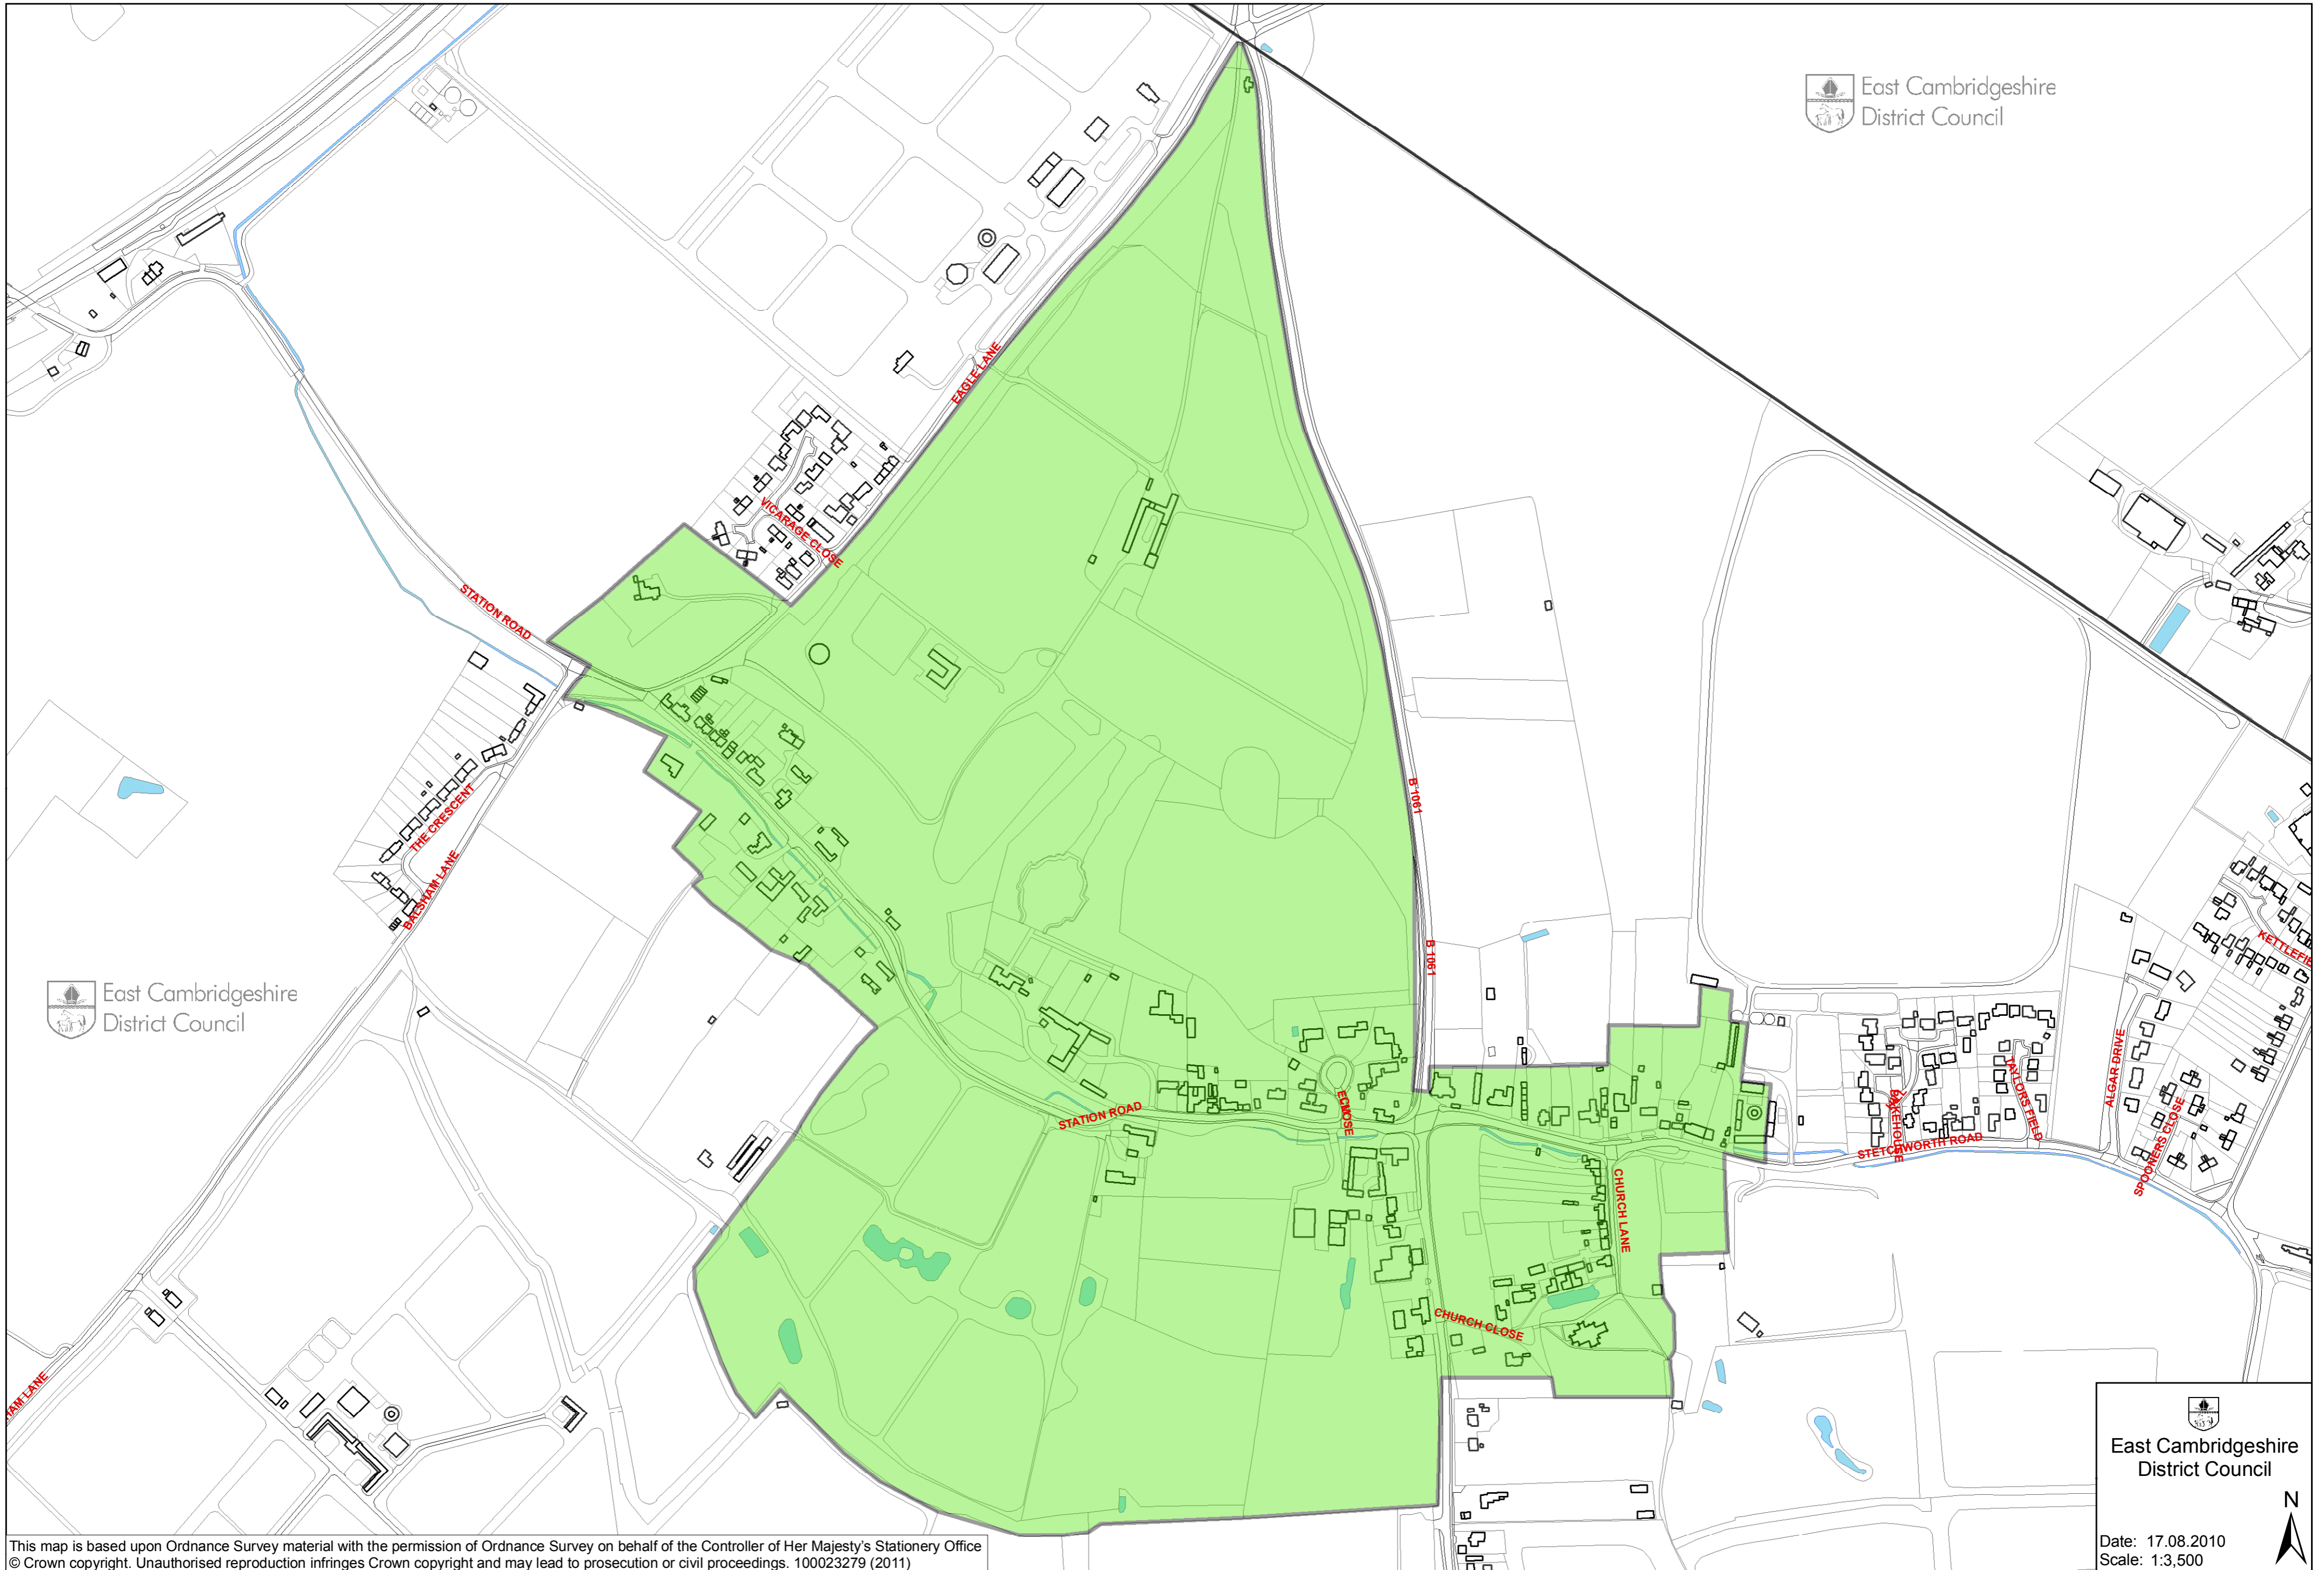 East Cambridgeshire
District Council
EAGLE LANE
VICARAGE CLOSE
STATION ROAD
THE CRESCENT
BALSHAM LANE
B 1061
B 1061
KETTLEFIE
East Cambridgeshire
District Council
STATION ROAD
ALGAR DRIVE
TAYLORS FIELD
STETCHWORTH ROAD
SPOONERS CLOSE
CHURCH LANE
CHURCH CLOSE
HAM LANE
East Cambridgeshire
District Council
N
Date: 17.08.2010
Scale: 1:3,500
This map is based upon Ordnance Survey material with the permission of Ordnance Survey on behalf of the Controller of Her Majesty's Stationery Office
© Crown copyright. Unauthorised reproduction infringes Crown copyright and may lead to prosecution or civil proceedings. 100023279 (2011)